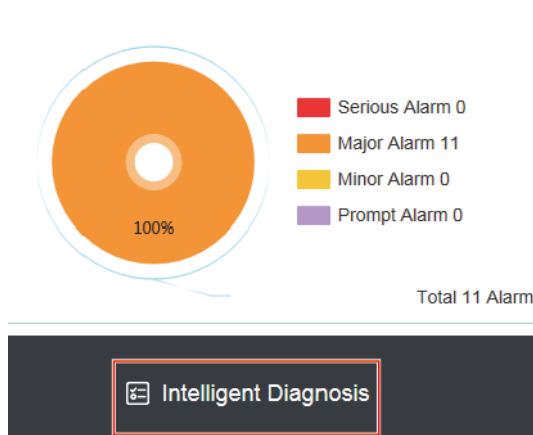 Serious Alarm 0
Major Alarm 11
Minor Alarm 0
Prompt Alarm 0
100%
Total 11 Alarm
Intelligent Diagnosis